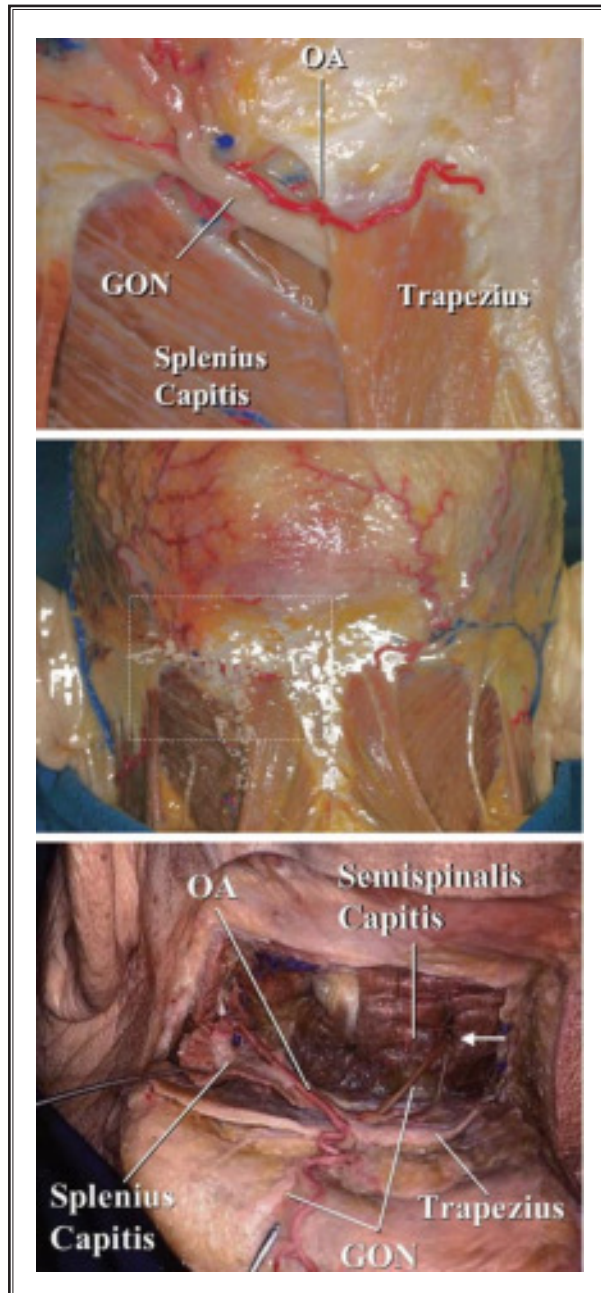 OA
GON
Trapezius
Splenius
Capitis
OA
Semispinalis
Capitis
Splenius
Capitis
Trapezius
GON